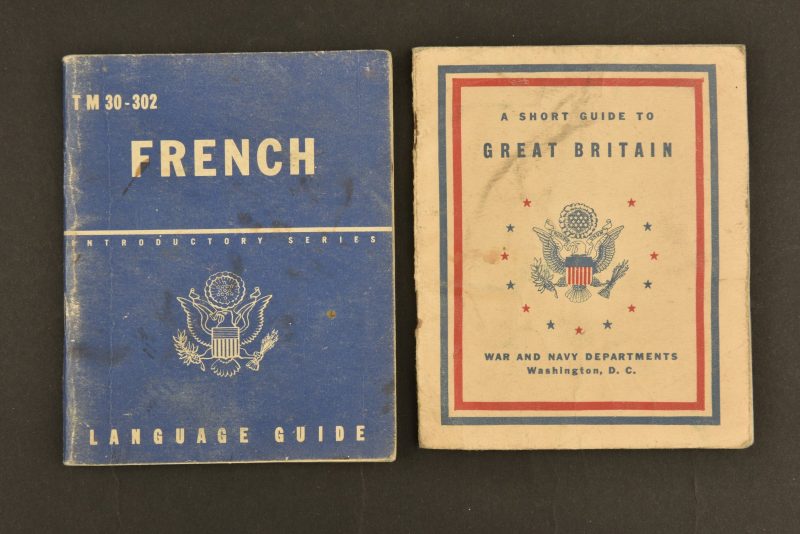 TM 30-302
FRENCH
INTRODUCTORY SERIES
LANGUAGE GUIDE
A SHORT GUIDE TO
GREAT BRITAIN
WAR AND NAVY DEPARTMENTS
Washington, D. C.